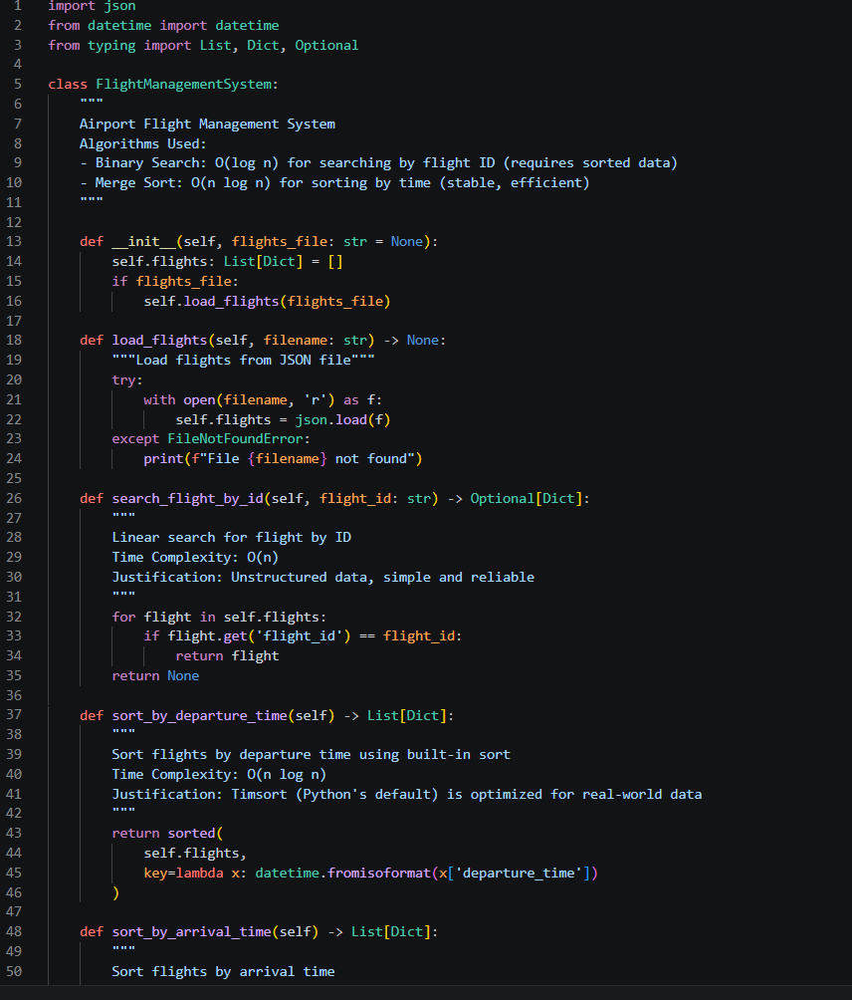 1 import json
2 from datetime import datetime
3 from typing import List, Dict, Optional
4
5 class FlightManagementSystem:
6     """
7     Airport Flight Management System
8     Algorithms Used:
9     - Binary Search: O(log n) for searching by flight ID (requires sorted data)
10     - Merge Sort: O(n log n) for sorting by time (stable, efficient)
11     """
12
13     def __init__(self, flights_file: str = None):
14         self.flights: List[Dict] = []
15         if flights_file:
16             self.load_flights(flights_file)
17
18     def load_flights(self, filename: str) -> None:
19         """Load flights from JSON file"""
20         try:
21             with open(filename, 'r') as f:
22                 self.flights = json.load(f)
23         except FileNotFoundError:
24             print(f"File {filename} not found")
25
26     def search_flight_by_id(self, flight_id: str) -> Optional[Dict]:
27         """
28         Linear search for flight by ID
29         Time Complexity: O(n)
30         Justification: Unstructured data, simple and reliable
31         """
32         for flight in self.flights:
33             if flight.get('flight_id') == flight_id:
34                 return flight
35         return None
36
37     def sort_by_departure_time(self) -> List[Dict]:
38         """
39         Sort flights by departure time using built-in sort
40         Time Complexity: O(n log n)
41         Justification: Timsort (Python's default) is optimized for real-world data
42         """
43         return sorted(
44             self.flights,
45             key=lambda x: datetime.fromisoformat(x['departure_time'])
46         )
47
48     def sort_by_arrival_time(self) -> List[Dict]:
49         """
50         Sort flights by arrival time